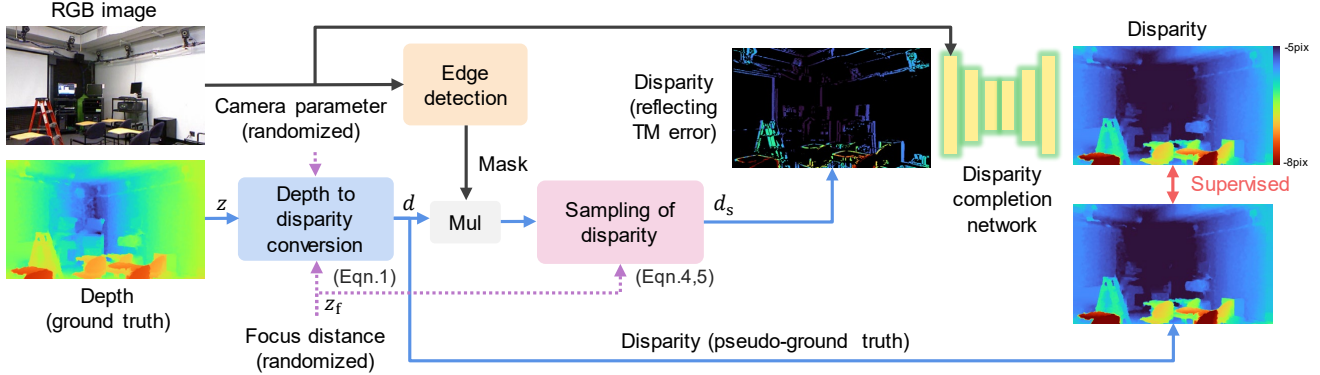 RGB image
Camera parameter
(randomized)
Edge
detection
Mask
z
Depth to
disparity
conversion
d
Mul
Sampling of
disparity
d_s
Disparity
(reflecting
TM error)
Disparity
completion
network
Disparity
-5pix
-8pix
Supervised
(Eqn.1)
(Eqn.4,5)
z_f
Depth
(ground truth)
Focus distance
(randomized)
Disparity (pseudo-ground truth)